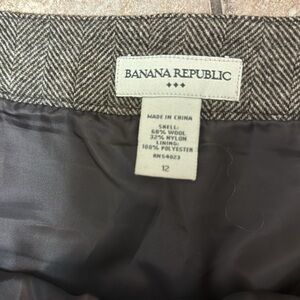 BANANA REPUBLIC
MADE IN CHINA
SHELL:
68% WOOL
32% NYLON
LINING:
100% POLYESTER
RN54023
12